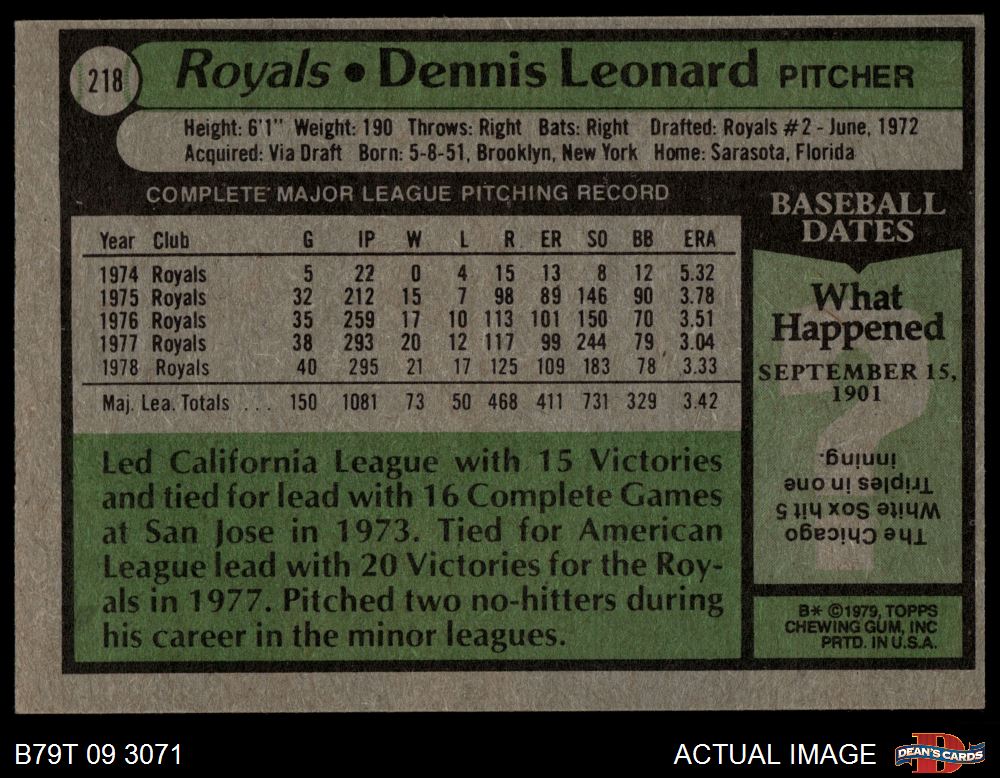 218
Royals • Dennis Leonard PITCHER
Height: 6'1" Weight: 190 Throws: Right Bats: Right Drafted: Royals #2 - June, 1972
Acquired: Via Draft Born: 5-8-51, Brooklyn, New York Home: Sarasota, Florida
COMPLETE MAJOR LEAGUE PITCHING RECORD
Year Club G IP W L R ER SO BB ERA
1974 Royals 5 22 0 4 15 13 8 12 5.32
1975 Royals 32 212 15 7 98 89 146 90 3.78
1976 Royals 35 259 17 10 113 101 150 70 3.51
1977 Royals 38 293 20 12 117 99 244 79 3.04
1978 Royals 40 295 21 17 125 109 183 78 3.33
Maj. Lea. Totals ... 150 1081 73 50 468 411 731 329 3.42
Led California League with 15 Victories
and tied for lead with 16 Complete Games
at San Jose in 1973. Tied for American
League lead with 20 Victories for the Roy-
als in 1977. Pitched two no-hitters during
his career in the minor leagues.
BASEBALL
DATES
What
Happened
SEPTEMBER 15,
1901
The Chicago
White Sox hit 5
Triples in one
inning.
B* ©1979, TOPPS
CHEWING GUM, INC
PRTD. IN U.S.A.
B79T 09 3071
ACTUAL IMAGE
DEAN'S CARDS